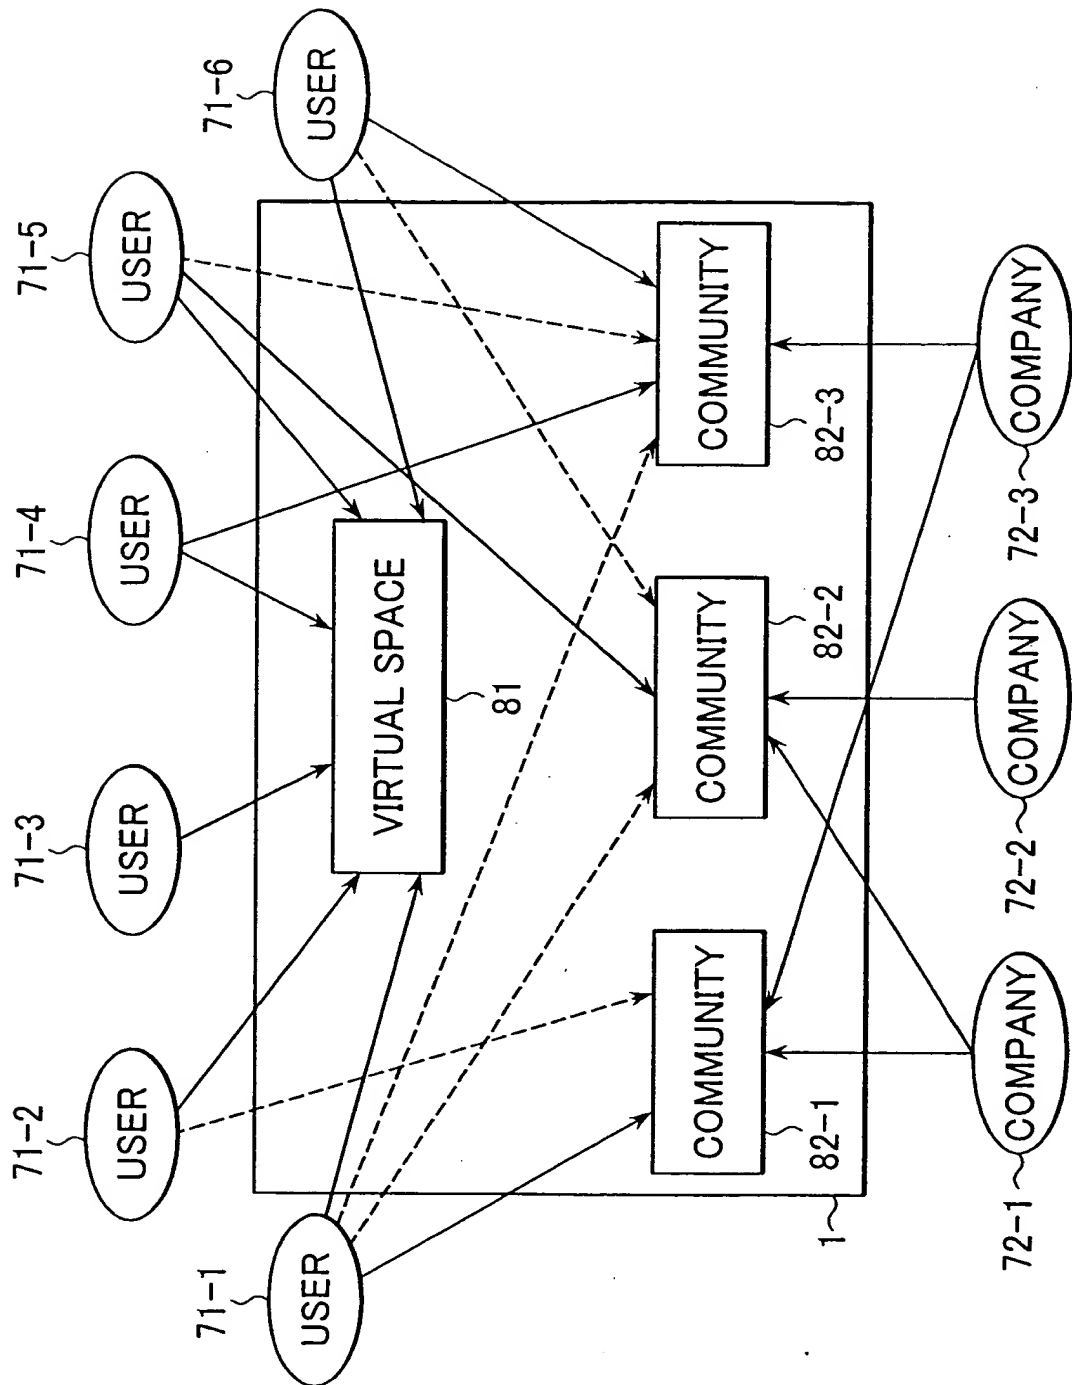 71-1
USER
71-2
USER
71-3
USER
71-4
USER
71-5
USER
71-6
USER
VIRTUAL SPACE
81
COMMUNITY
82-1
COMMUNITY
82-2
COMMUNITY
82-3
1
72-1
COMPANY
72-2
COMPANY
72-3
COMPANY